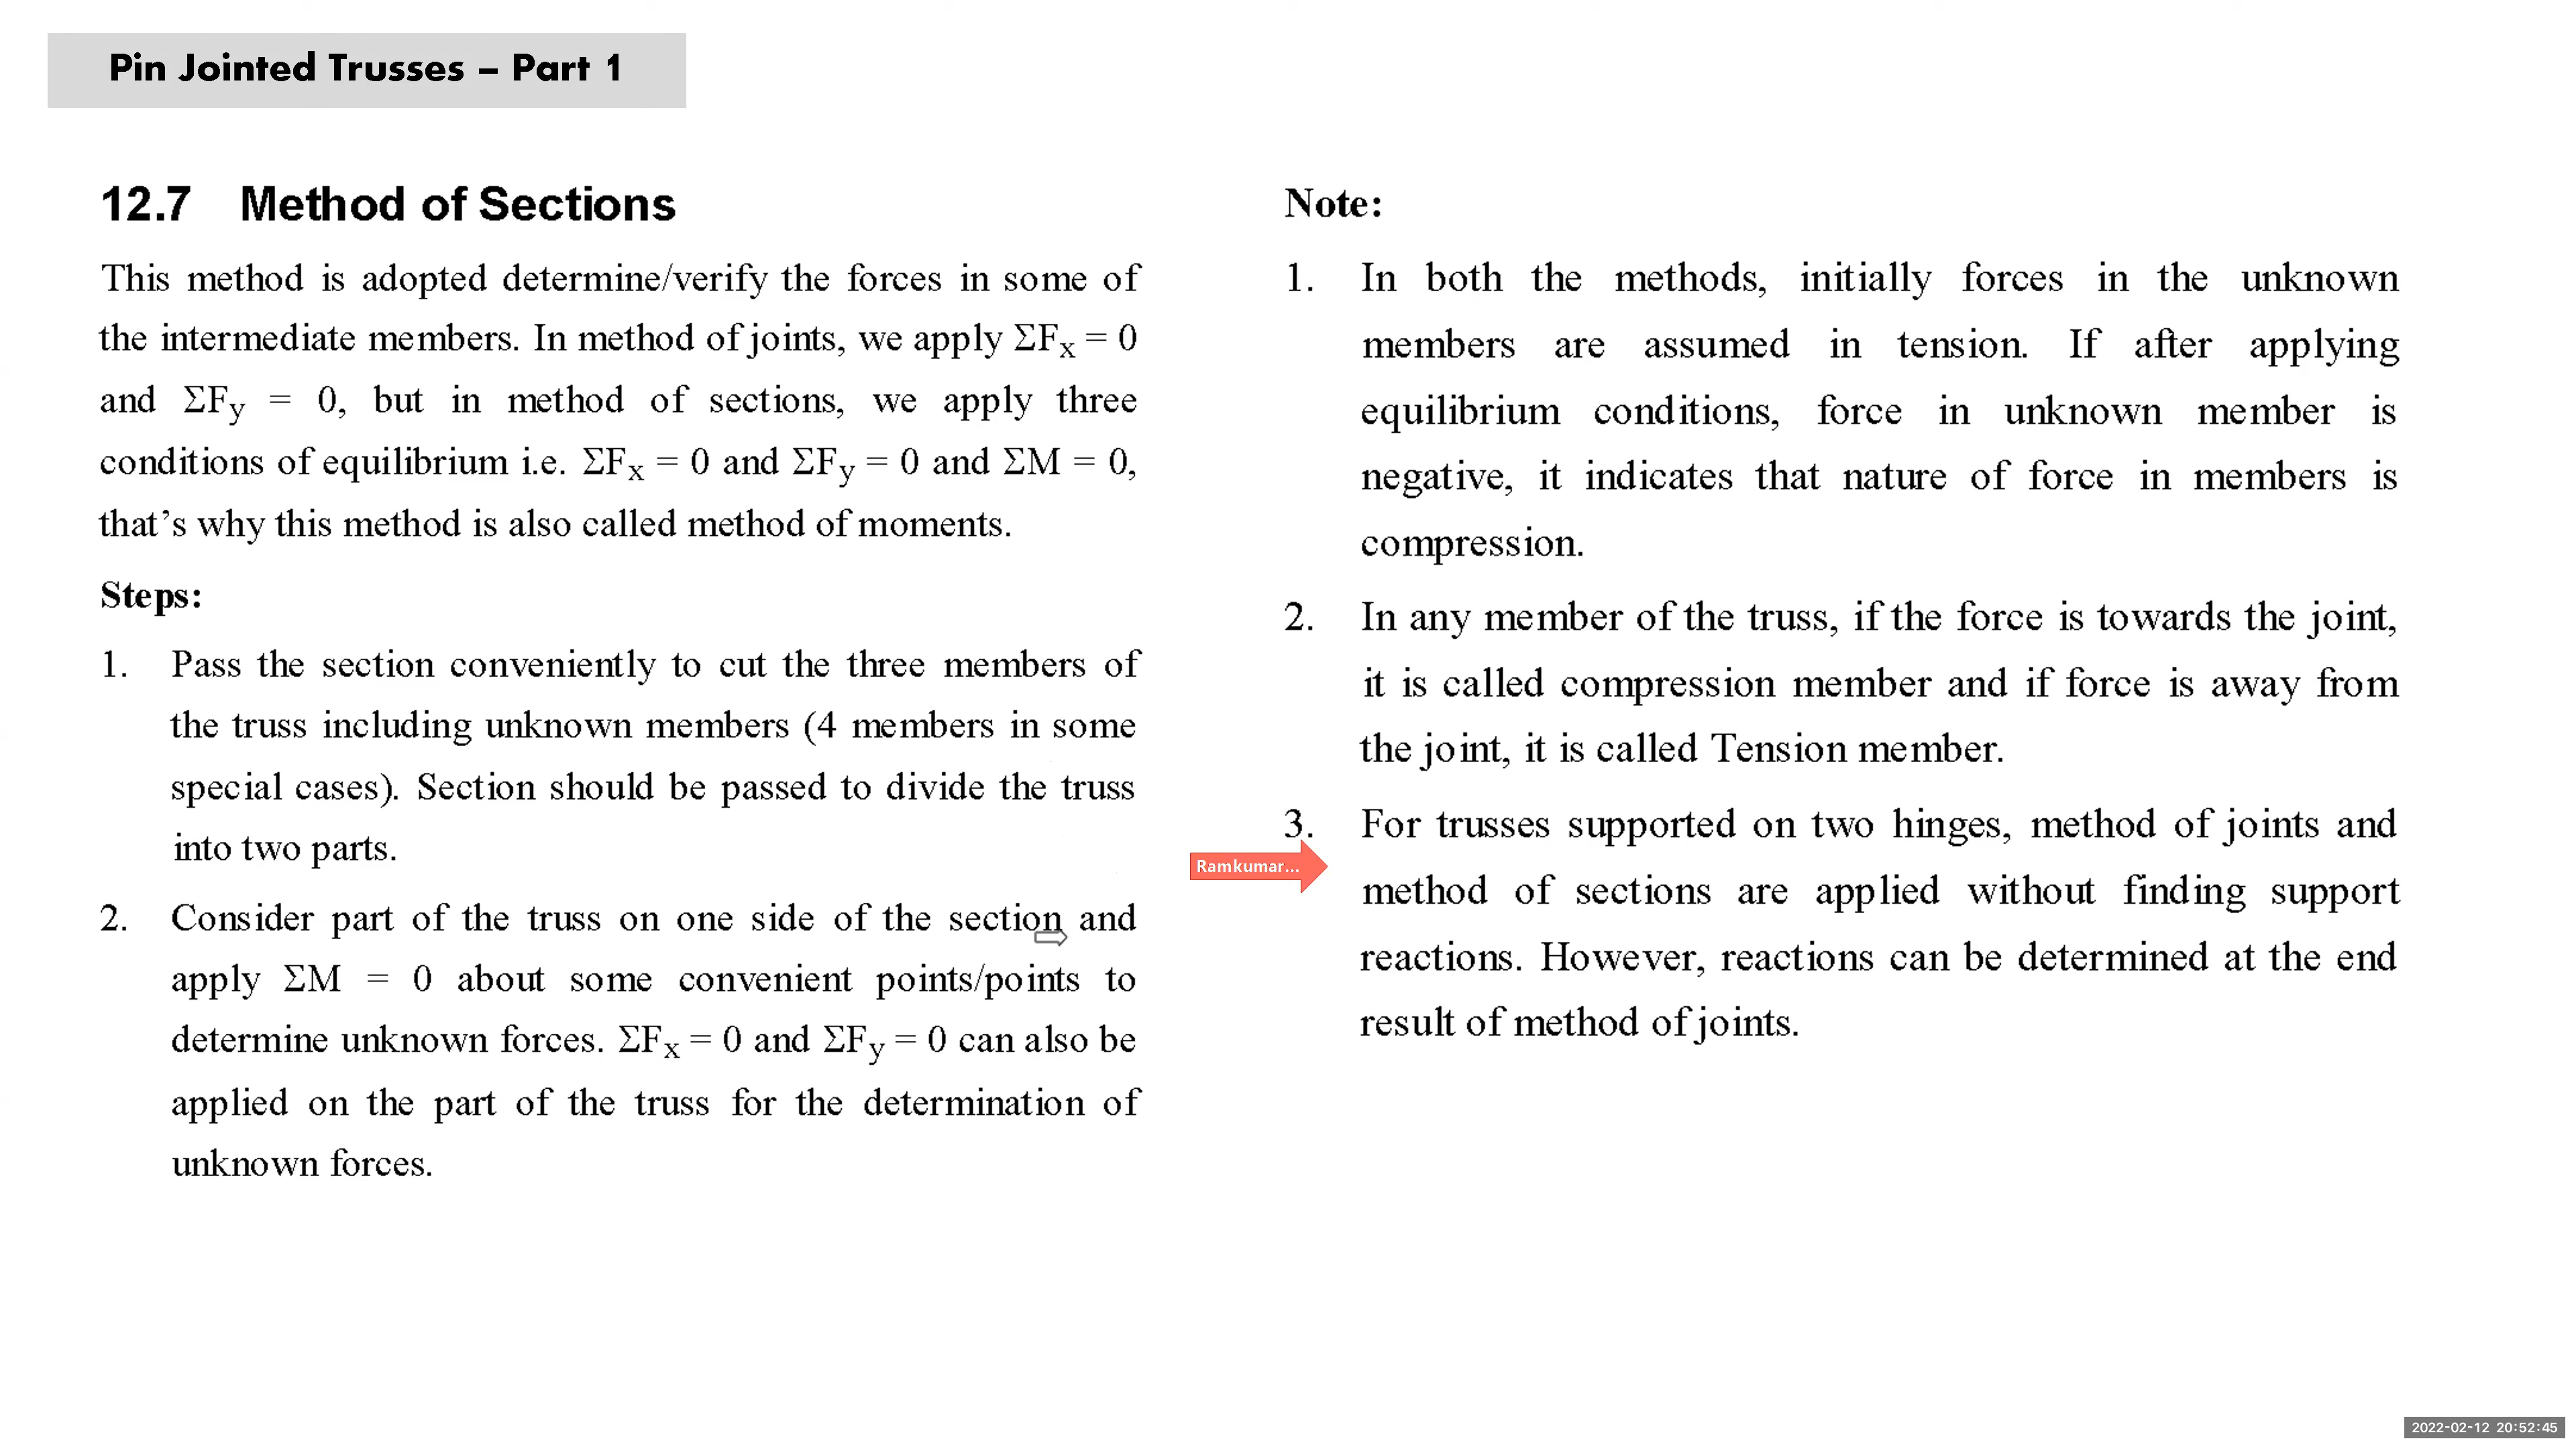 Pin Jointed Trusses – Part 1
12.7 Method of Sections
This method is adopted determine/verify the forces in some of
the intermediate members. In method of joints, we apply ΣFx = 0
and ΣFy = 0, but in method of sections, we apply three
conditions of equilibrium i.e. ΣFx = 0 and ΣFy = 0 and ΣM = 0,
that's why this method is also called method of moments.
Steps:
1. Pass the section conveniently to cut the three members of
the truss including unknown members (4 members in some
special cases). Section should be passed to divide the truss
into two parts.
2. Consider part of the truss on one side of the section and
apply ΣM = 0 about some convenient points/points to
determine unknown forces. ΣFx = 0 and ΣFy = 0 can also be
applied on the part of the truss for the determination of
unknown forces.
Note:
1. In both the methods, initially forces in the unknown
members are assumed in tension. If after applying
equilibrium conditions, force in unknown member is
negative, it indicates that nature of force in members is
compression.
2. In any member of the truss, if the force is towards the joint,
it is called compression member and if force is away from
the joint, it is called Tension member.
3. For trusses supported on two hinges, method of joints and
Ramkumar...
method of sections are applied without finding support
reactions. However, reactions can be determined at the end
result of method of joints.
2022-02-12 20:52:45